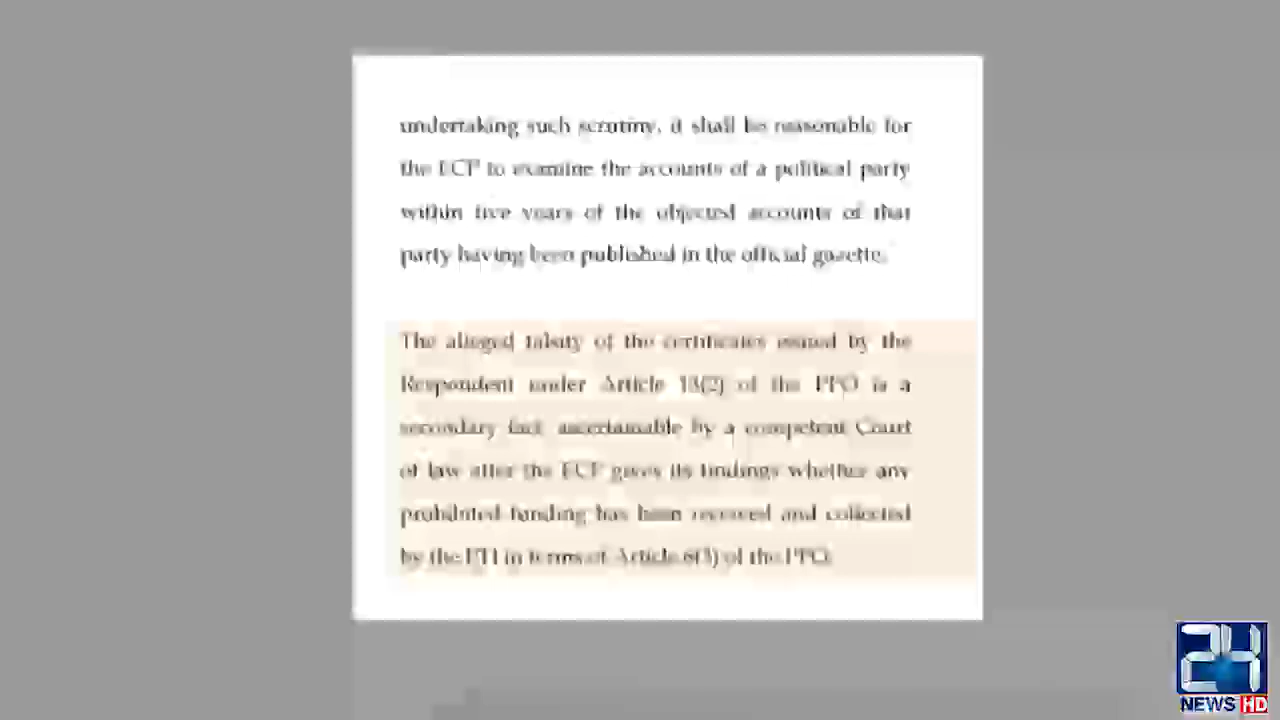 undertaking such scrutiny, it shall be reasonable for
the ECP to examine the accounts of a political party
within five years of the objected accounts of that
party having been published in the official gazette.
The alleged falsity of the certificates issued by the
Respondent under Article 13(2) of the PPO is a
secondary fact ascertainable by a competent Court
of law after the ECP gives its findings whether any
prohibited funding has been received and collected
by the PTI in terms of Article 6(3) of the PPO.
24
NEWS HD